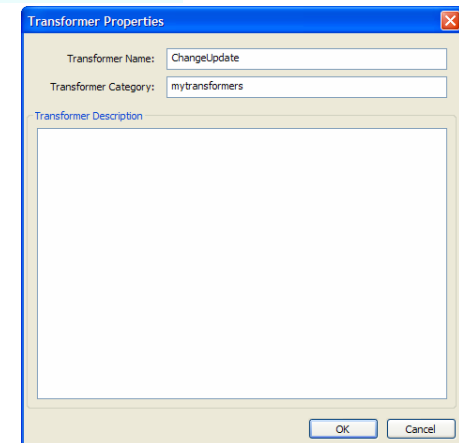 Transformer Properties
Transformer Name: ChangeUpdate
Transformer Category: mytransformers
Transformer Description
OK Cancel